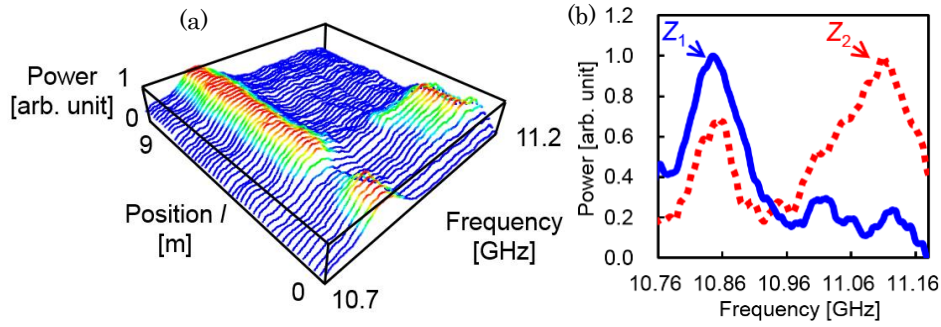 (a)
Power
[arb. unit]
1
0
9
Position l
[m]
0
10.7
Frequency
[GHz]
11.2
(b)
Power [arb. unit]
1.2
1.0
0.8
0.6
0.4
0.2
0.0
Z1
Z2
10.76 10.86 10.96 11.06 11.16
Frequency [GHz]